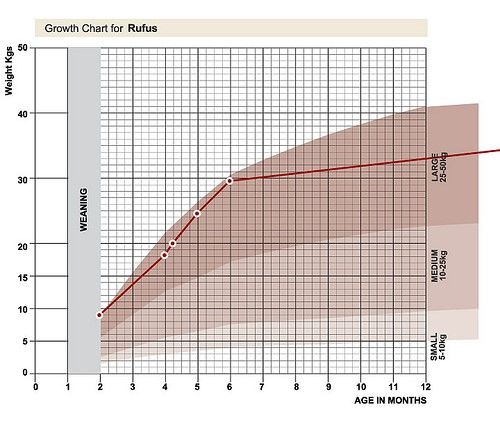 Growth Chart for Rufus
Weight Kgs
50
40
30
20
15
10
5
0
WEANING
LARGE
25-50kg
MEDIUM
10-25kg
SMALL
5-10kg
0 1 2 3 4 5 6 7 8 9 10 11 12
AGE IN MONTHS